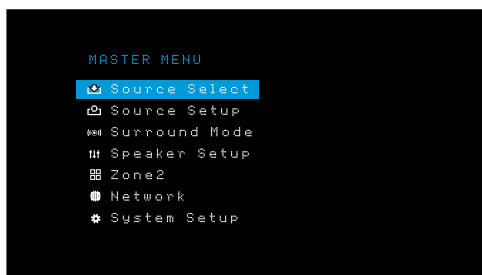 MASTER MENU
Source Select
Source Setup
Surround Mode
Speaker Setup
Zone2
Network
System Setup